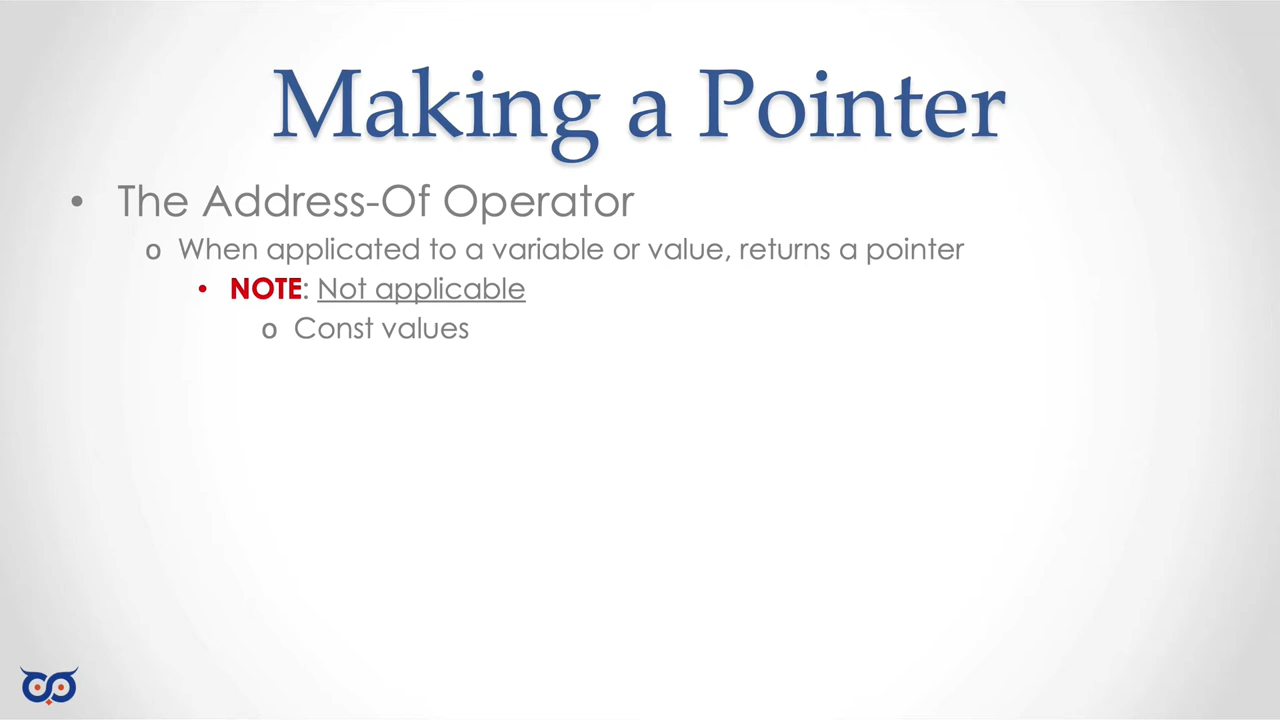 Making a Pointer
• The Address-Of Operator
o When applicated to a variable or value, returns a pointer
• NOTE: Not applicable
o Const values